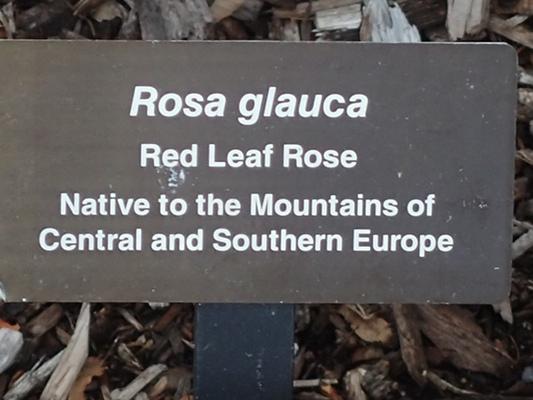 Rosa glauca
Red Leaf Rose
Native to the Mountains of
Central and Southern Europe